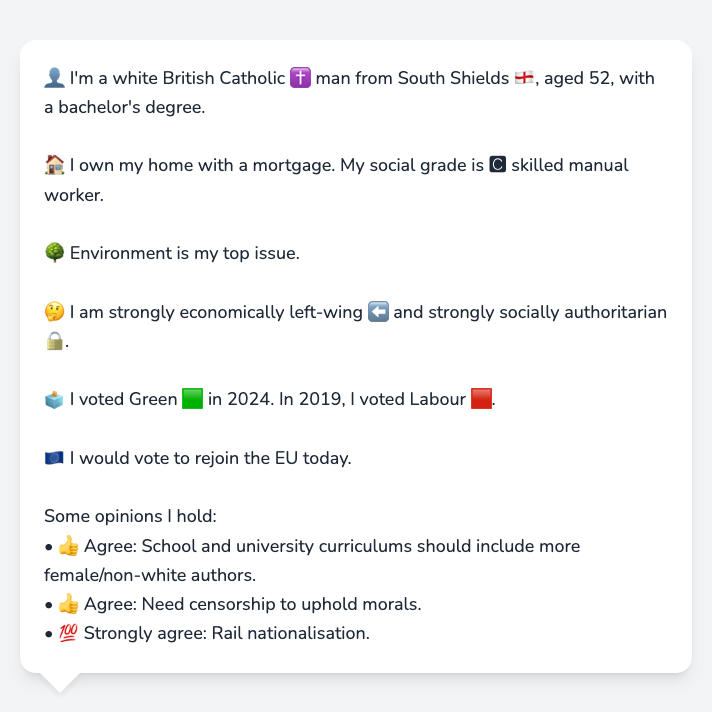 👤 I'm a white British Catholic ✝️ man from South Shields 🏴󠁧󠁢󠁥󠁮󠁧󠁿, aged 52, with
a bachelor's degree.
🏠 I own my home with a mortgage. My social grade is 🅲 skilled manual
worker.
🌳 Environment is my top issue.
🤔 I am strongly economically left-wing ⬅️ and strongly socially authoritarian
🔒.
🗳️ I voted Green 🟩 in 2024. In 2019, I voted Labour 🟥.
🇪🇺 I would vote to rejoin the EU today.
Some opinions I hold:
• 👍 Agree: School and university curriculums should include more
female/non-white authors.
• 👍 Agree: Need censorship to uphold morals.
• 💯 Strongly agree: Rail nationalisation.